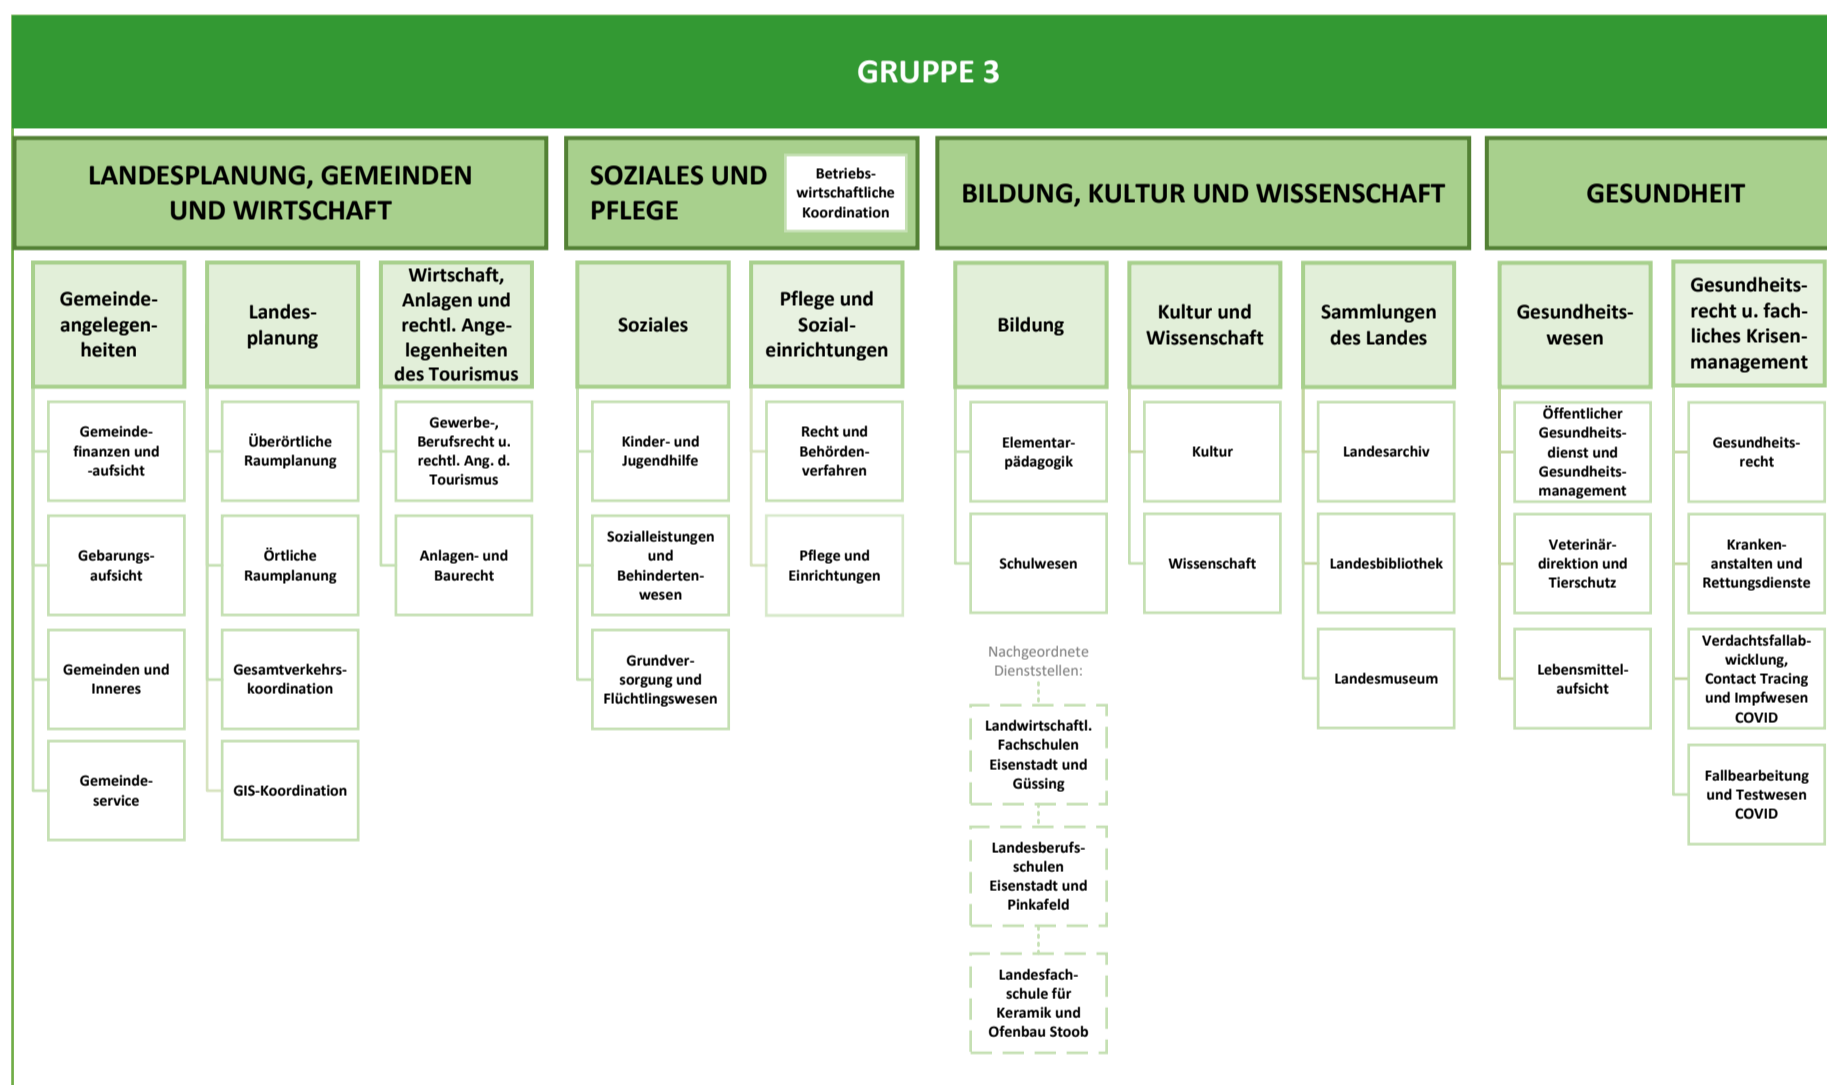 GRUPPE 3
LANDESPLANUNG, GEMEINDEN
UND WIRTSCHAFT
SOZIALES UND
PFLEGE
Betriebs-
wirtschaftliche
Koordination
BILDUNG, KULTUR UND WISSENSCHAFT
GESUNDHEIT
Gemeinde-
angelegen-
heiten
Landes-
planung
Wirtschaft,
Anlagen und
rechtl. Ange-
legenheiten
des Tourismus
Soziales
Pflege und
Sozial-
einrichtungen
Bildung
Kultur und
Wissenschaft
Sammlungen
des Landes
Gesundheits-
wesen
Gesundheits-
recht u. fach-
liches Krisen-
management
Gemeinde-
finanzen und
-aufsicht
Überörtliche
Raumplanung
Gewerbe-,
Berufsrecht u.
rechtl. Ang. d.
Tourismus
Kinder- und
Jugendhilfe
Recht und
Behörden-
verfahren
Elementar-
pädagogik
Kultur
Landesarchiv
Öffentlicher
Gesundheits-
dienst und
Gesundheits-
management
Gesundheits-
recht
Gebarungs-
aufsicht
Örtliche
Raumplanung
Anlagen- und
Baurecht
Sozialleistungen
und
Behinderten-
wesen
Pflege und
Einrichtungen
Schulwesen
Wissenschaft
Landesbibliothek
Veterinär-
direktion und
Tierschutz
Kranken-
anstalten und
Rettungsdienste
Gemeinden und
Inneres
Gesamtverkehrs-
koordination
Grundver-
sorgung und
Flüchtlingswesen
Nachgeordnete
Dienststellen:
Landesmuseum
Lebensmittel-
aufsicht
Verdachtsfallab-
wicklung,
Contact Tracing
und Impfwesen
COVID
Gemeinde-
service
GIS-Koordination
Landwirtschaftl.
Fachschulen
Eisenstadt und
Güssing
Fallbearbeitung
und Testwesen
COVID
Landesberufs-
schulen
Eisenstadt und
Pinkafeld
Landesfach-
schule für
Keramik und
Ofenbau Stoob